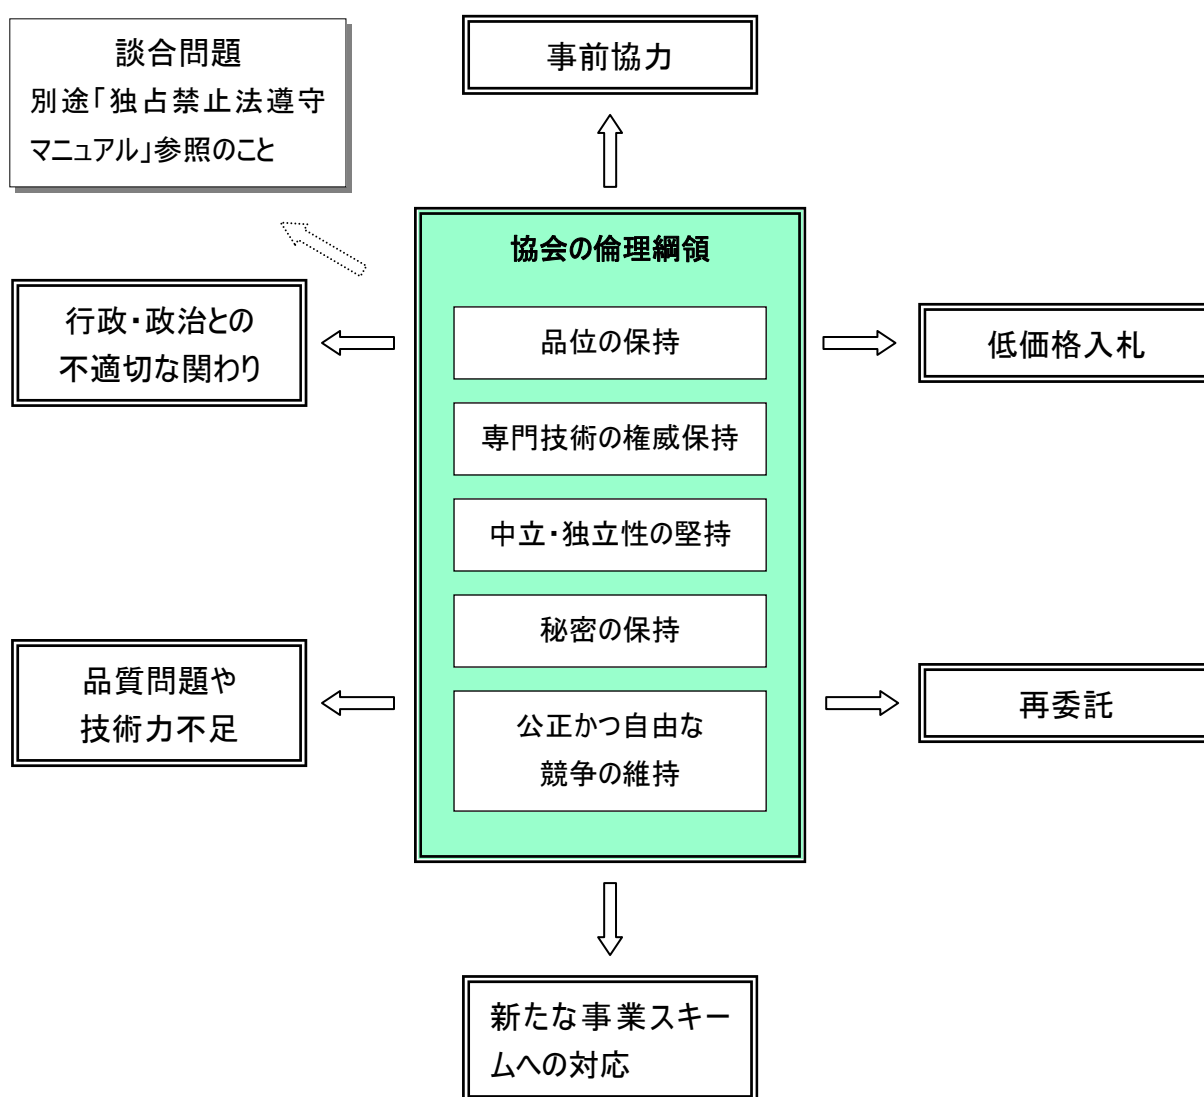 談合問題
別途「独占禁止法遵守
マニュアル」参照のこと
事前協力
協会の倫理綱領
行政・政治との
不適切な関わり
品位の保持
低価格入札
専門技術の権威保持
中立・独立性の堅持
秘密の保持
品質問題や
技術力不足
公正かつ自由な
競争の維持
再委託
新たな事業スキー
ムへの対応